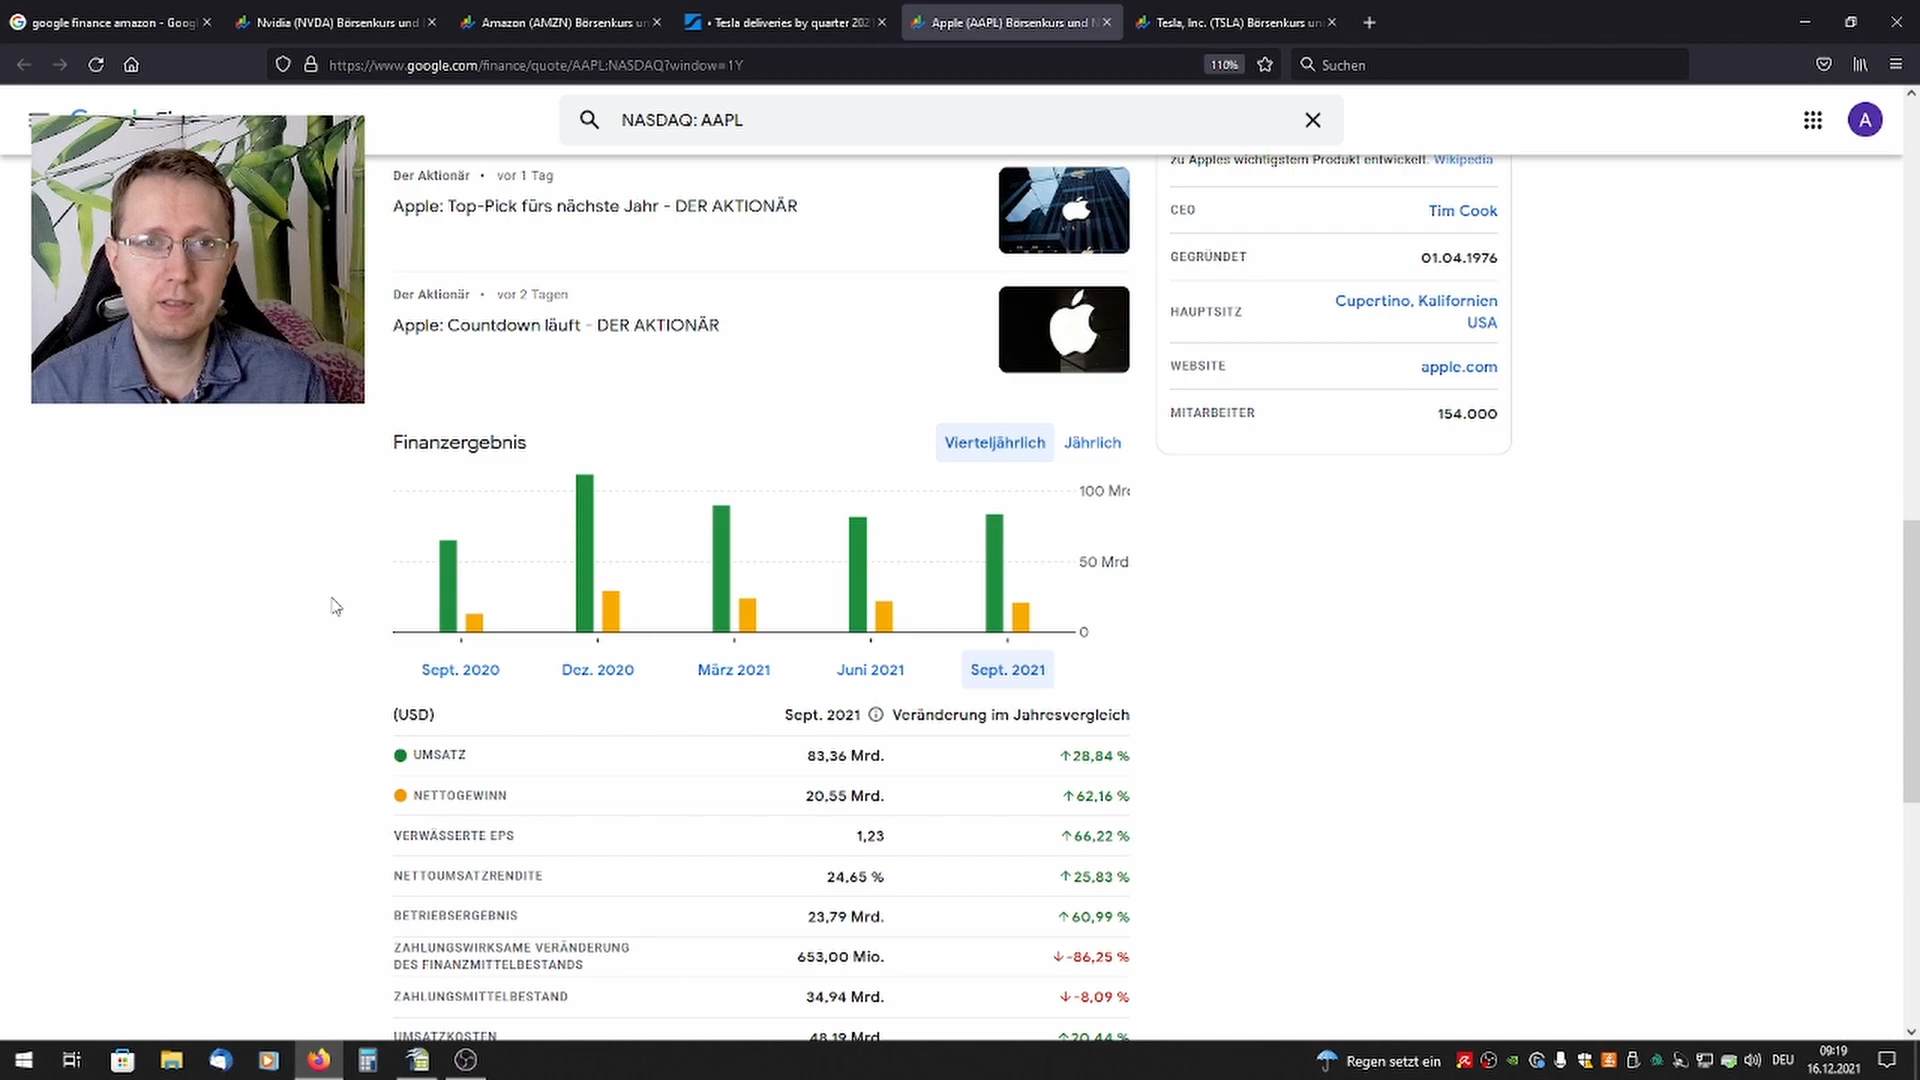 google finance amazon - Googl
Nvidia (NVDA) Börsenkurs und
Amazon (AMZN) Börsenkurs un
• Tesla deliveries by quarter 202
Apple (AAPL) Börsenkurs und N
Tesla, Inc. (TSLA) Börsenkurs un
https://www.google.com/finance/quote/AAPL:NASDAQ?window=1Y
110%
Suchen
NASDAQ: AAPL
A
Der Aktionär • vor 1 Tag
Apple: Top-Pick fürs nächste Jahr - DER AKTIONÄR
Der Aktionär • vor 2 Tagen
Apple: Countdown läuft - DER AKTIONÄR
zu Apples wichtigstem Produkt entwickelt. Wikipedia
CEO Tim Cook
GEGRÜNDET 01.04.1976
HAUPTSITZ Cupertino, Kalifornien
USA
WEBSITE apple.com
MITARBEITER 154.000
Finanzergebnis Vierteljährlich Jährlich
100 Mrd
50 Mrd
0
Sept. 2020 Dez. 2020 März 2021 Juni 2021 Sept. 2021
(USD) Sept. 2021 Veränderung im Jahresvergleich
UMSATZ 83,36 Mrd. ↑28,84 %
NETTOGEWINN 20,55 Mrd. ↑62,16 %
VERWÄSSERTE EPS 1,23 ↑66,22 %
NETTOUMSATZRENDITE 24,65 % ↑25,83 %
BETRIEBSERGEBNIS 23,79 Mrd. ↑60,99 %
ZAHLUNGSWIRKSAME VERÄNDERUNG
DES FINANZMITTELBESTANDS 653,00 Mio. ↓-86,25 %
ZAHLUNGSMITTELBESTAND 34,94 Mrd. ↓-8,09 %
UMSATZKOSTEN 48,19 Mrd. ↑20,44 %
Regen setzt ein
DEU
09:19
16.12.2021